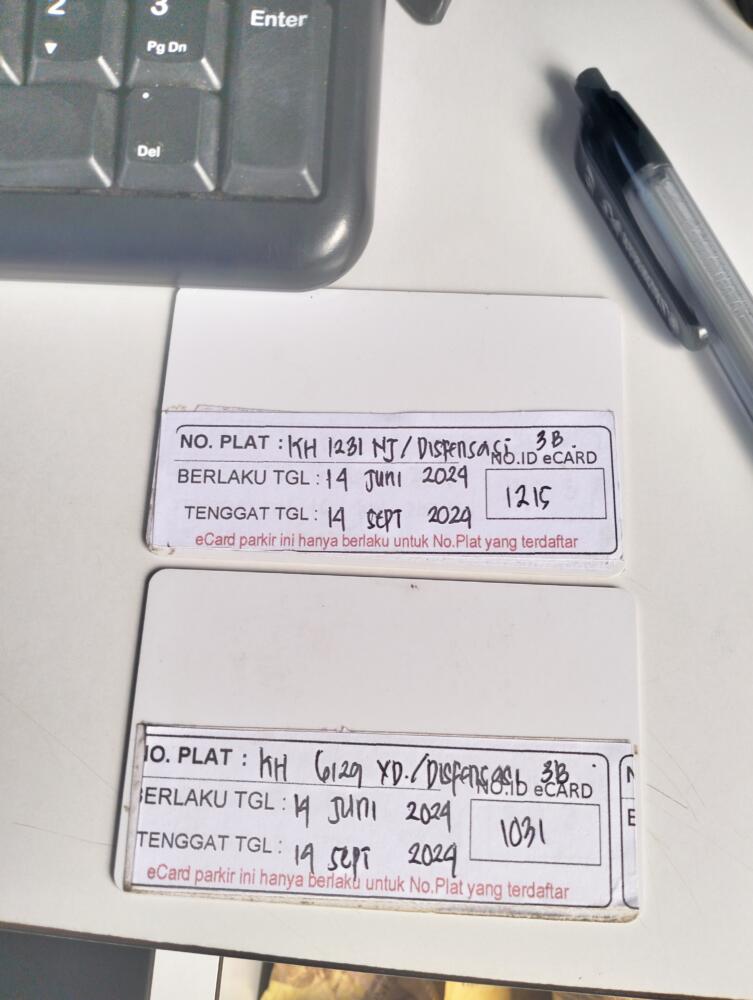 2
3
Enter
Pg Dn
Del
NO. PLAT : KH 1231 NJ / Dispensasi 3B
NO.ID eCARD
BERLAKU TGL : 14 JUNI 2024
1215
TENGGAT TGL : 14 SEPT 2024
eCard parkir ini hanya berlaku untuk No.Plat yang terdaftar
IO. PLAT : KH 6129 YD. / Dispensasi 3B
NO.ID eCARD
BERLAKU TGL : 14 JUNI 2024
1031
TENGGAT TGL : 14 SEPT 2024
eCard parkir ini hanya berlaku untuk No.Plat yang terdaftar